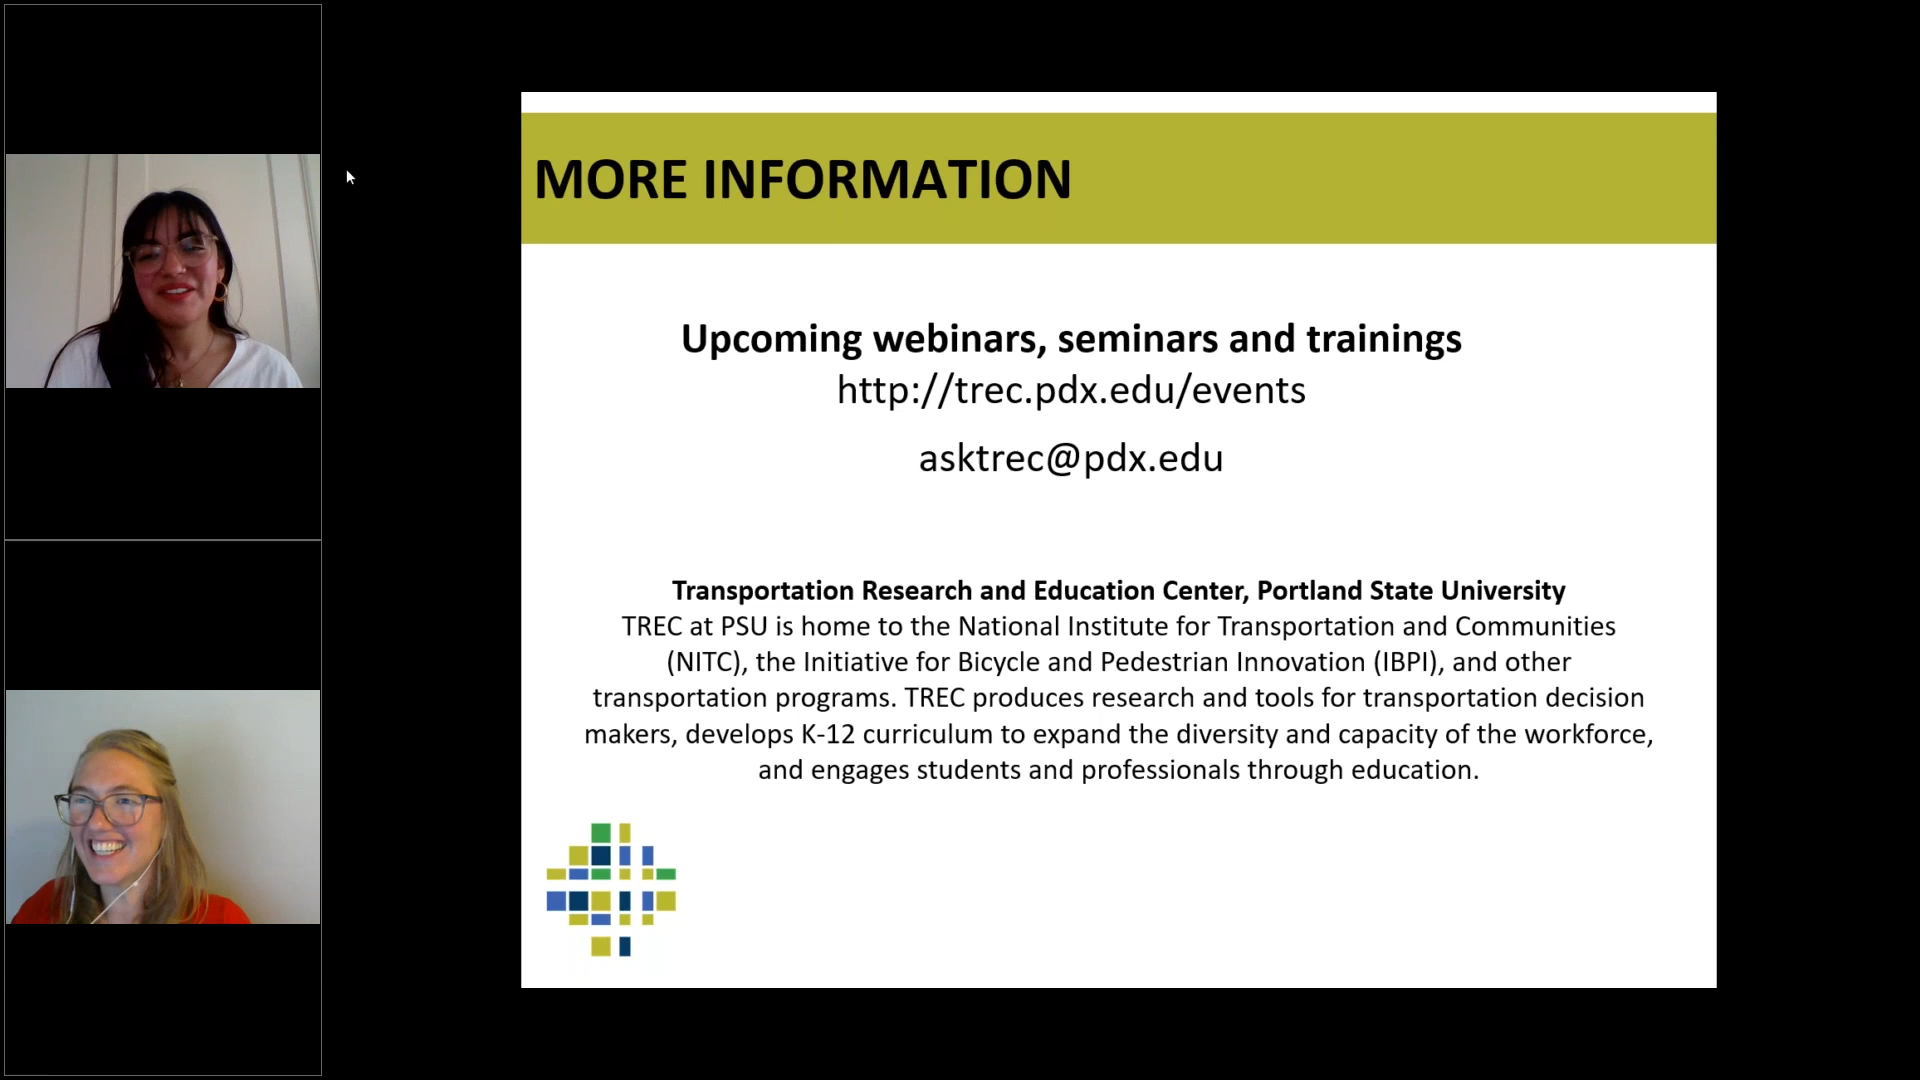 MORE INFORMATION
Upcoming webinars, seminars and trainings
http://trec.pdx.edu/events
asktrec@pdx.edu
Transportation Research and Education Center, Portland State University
TREC at PSU is home to the National Institute for Transportation and Communities
(NITC), the Initiative for Bicycle and Pedestrian Innovation (IBPI), and other
transportation programs. TREC produces research and tools for transportation decision
makers, develops K-12 curriculum to expand the diversity and capacity of the workforce,
and engages students and professionals through education.